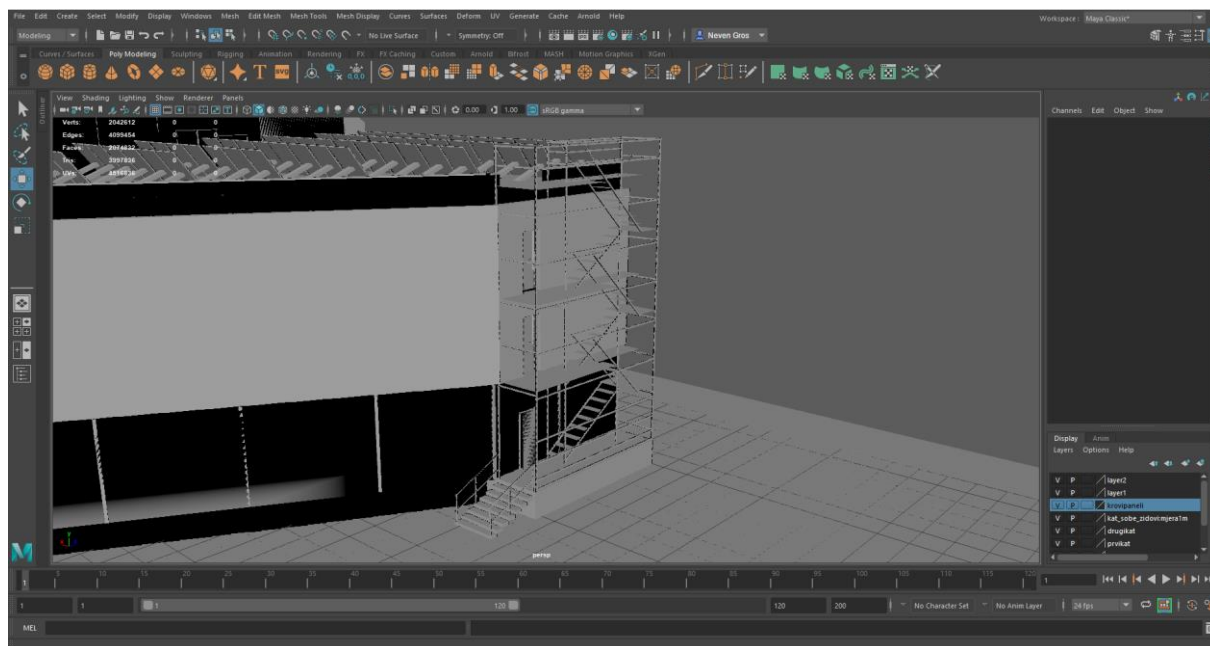 File Edit Create Select Modify Display Windows Mesh Edit Mesh Mesh Tools Mesh Display Curves Surfaces Deform UV Generate Cache Arnold Help
Workspace: Maya Classic*
Modeling No Live Surface Symmetry: Off Neven Gros
Curves / Surfaces Poly Modeling Sculpting Rigging Animation Rendering FX FX Caching Custom Arnold Bifrost MASH Motion Graphics XGen
View Shading Lighting Show Renderer Panels
0.00 1.00 sRGB gamma
Channels Edit Object Show
Outliner
Verts: 2042612 0 0
Edges: 4099454 0 0
Faces: 0 0
Tris: 3997836 0 0
UVs: 0 0
persp
Display Anim
Layers Options Help
V P layer2
V P layer1
V P krovipaneli
V P kat_sobe_zidovi:mjera1m
V P drugikat
V P prvikat
1 5 10 15 20 25 30 35 40 45 50 55 60 65 70 75 80 85 90 95 100 105 110 115 120 1
1 1 1 120 120 200 No Character Set No Anim Layer 24 fps
MEL